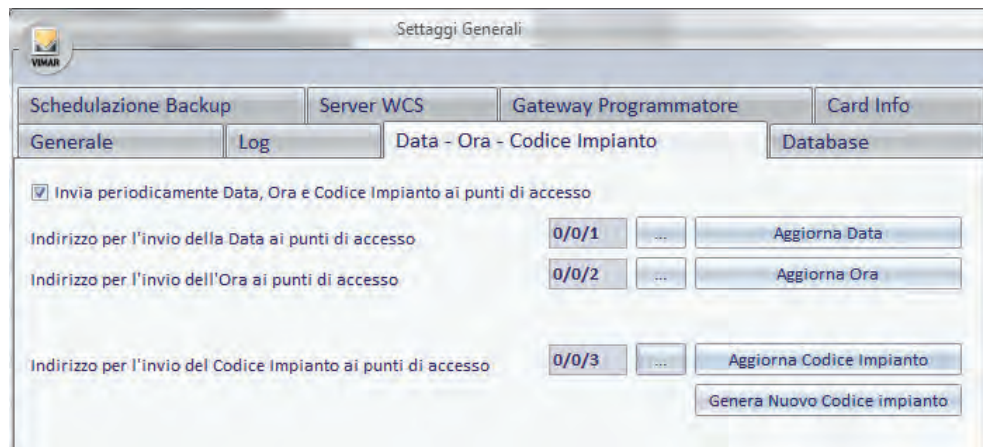 Settaggi Generali
VIMAR
Schedulazione Backup Server WCS Gateway Programmatore Card Info
Generale Log Data - Ora - Codice Impianto Database
Invia periodicamente Data, Ora e Codice Impianto ai punti di accesso
Indirizzo per l'invio della Data ai punti di accesso 0/0/1 ... Aggiorna Data
Indirizzo per l'invio dell'Ora ai punti di accesso 0/0/2 ... Aggiorna Ora
Indirizzo per l'invio del Codice Impianto ai punti di accesso 0/0/3 ... Aggiorna Codice Impianto
Genera Nuovo Codice impianto